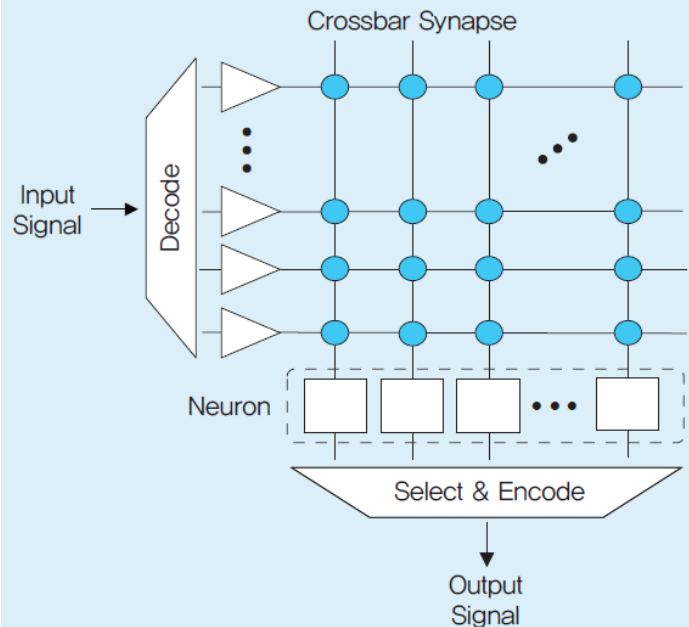 Crossbar Synapse
Input
Signal
Decode
Neuron
Select & Encode
Output
Signal